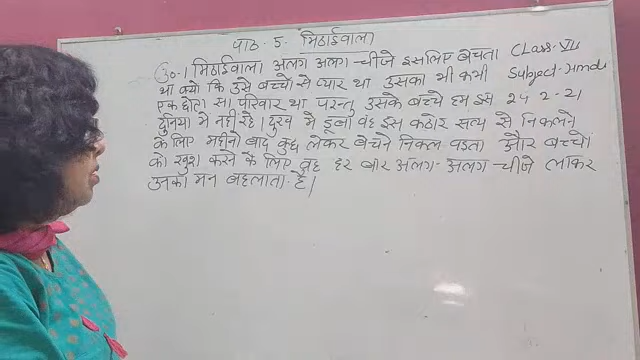 पाठ - 5. मिठाईवाला
Q.1 मिठाईवाला अलग अलग चीजे इसलिए बेचता Class-VII
था क्यो कि उसे बच्चो से प्यार था उसका भी कभी Subject-Hindi
एक छोटा सा परिवार था परन्तु उसके बच्चे हम इस 24-2-21
दुनिया मे नही रहे। दुख मे डूबा वह इस कठोर सत्य से निकलने
के लिए महीनो बाद कुछ लेकर बेचने निकल पड़ता और बच्चो
को खुश करने के लिए वह हर बार अलग-अलग चीजे लाकर
उनका मन बहलाता है।